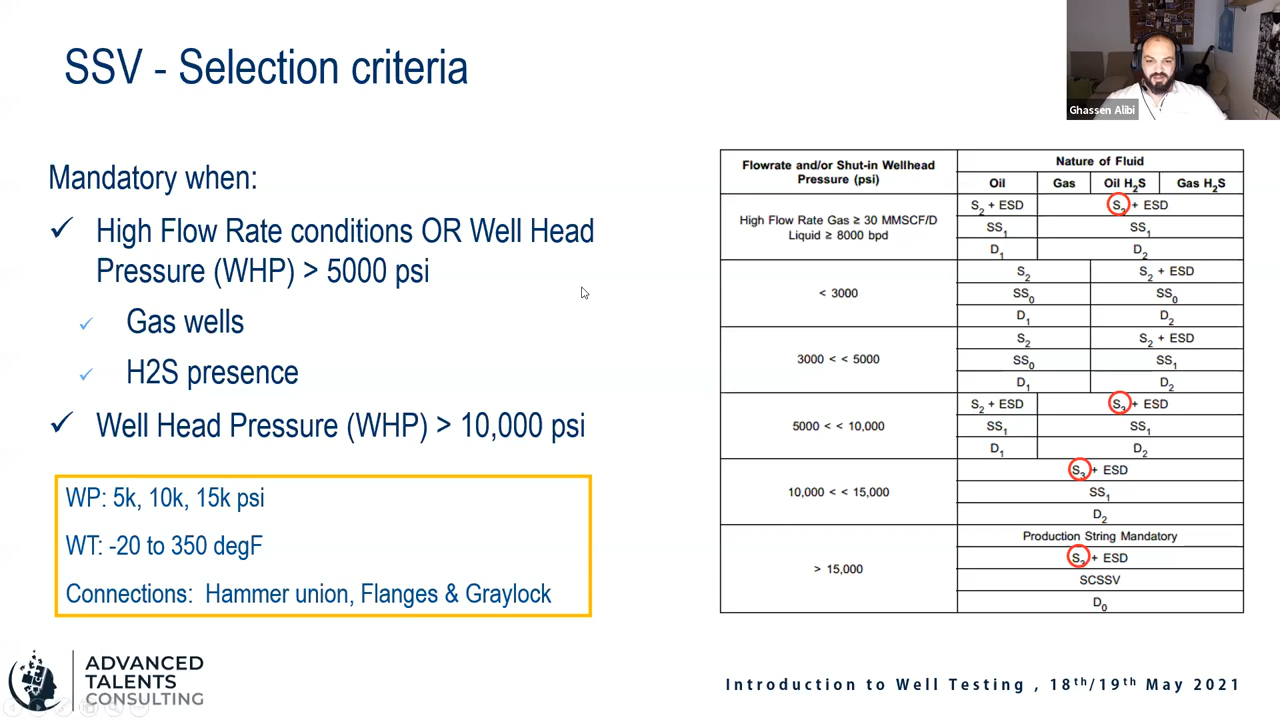 SSV - Selection criteria
Ghassen Alibi
Mandatory when:
High Flow Rate conditions OR Well Head
Pressure (WHP) > 5000 psi
Gas wells
H2S presence
Well Head Pressure (WHP) > 10,000 psi
WP: 5k, 10k, 15k psi
WT: -20 to 350 degF
Connections: Hammer union, Flanges & Graylock
Flowrate and/or Shut-in Wellhead
Pressure (psi)
Nature of Fluid
Oil Gas Oil H₂S Gas H₂S
High Flow Rate Gas ≥ 30 MMSCF/D
Liquid ≥ 8000 bpd
S₂ + ESD S₃ + ESD
SS₁ SS₁
D₁ D₂
< 3000
S₂ S₂ + ESD
SS₀ SS₀
D₁ D₂
3000 < < 5000
S₂ S₂ + ESD
SS₀ SS₁
D₁ D₂
5000 < < 10,000
S₂ + ESD S₃ + ESD
SS₁ SS₁
D₁ D₂
10,000 < < 15,000
S₃ + ESD
SS₁
D₂
> 15,000
Production String Mandatory
S₃ + ESD
SCSSV
D₀
ADVANCED
TALENTS
CONSULTING
Introduction to Well Testing , 18th/19th May 2021